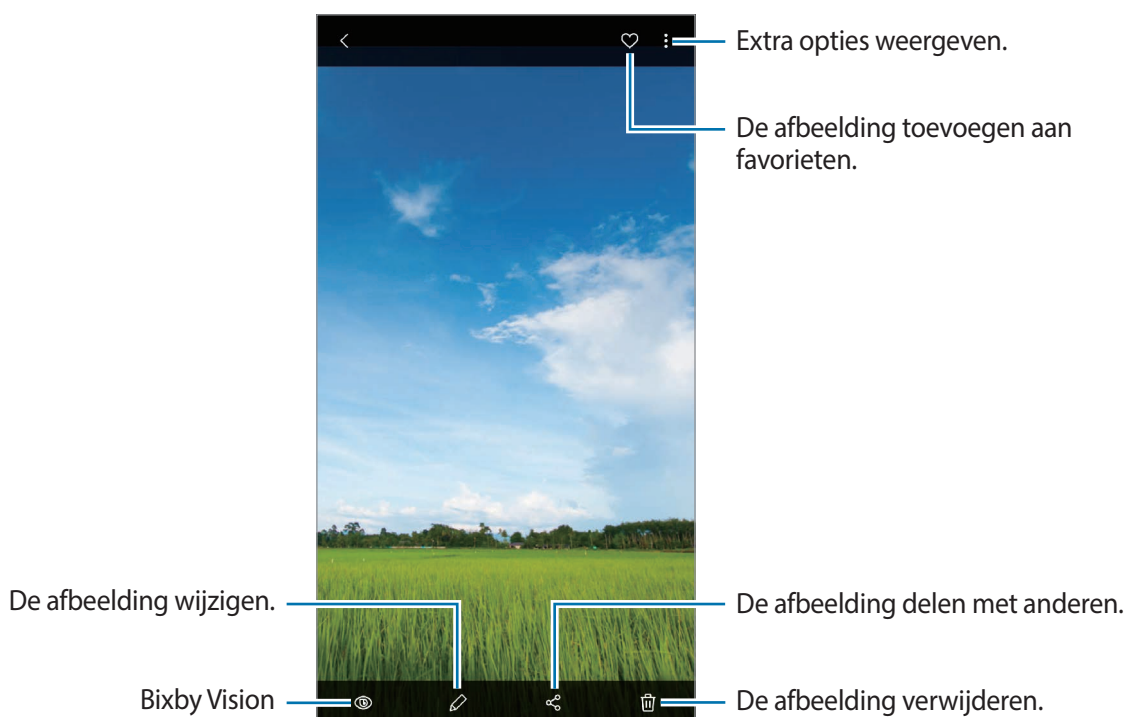 Extra opties weergeven.
De afbeelding toevoegen aan
favorieten.
De afbeelding wijzigen.
De afbeelding delen met anderen.
Bixby Vision
De afbeelding verwijderen.